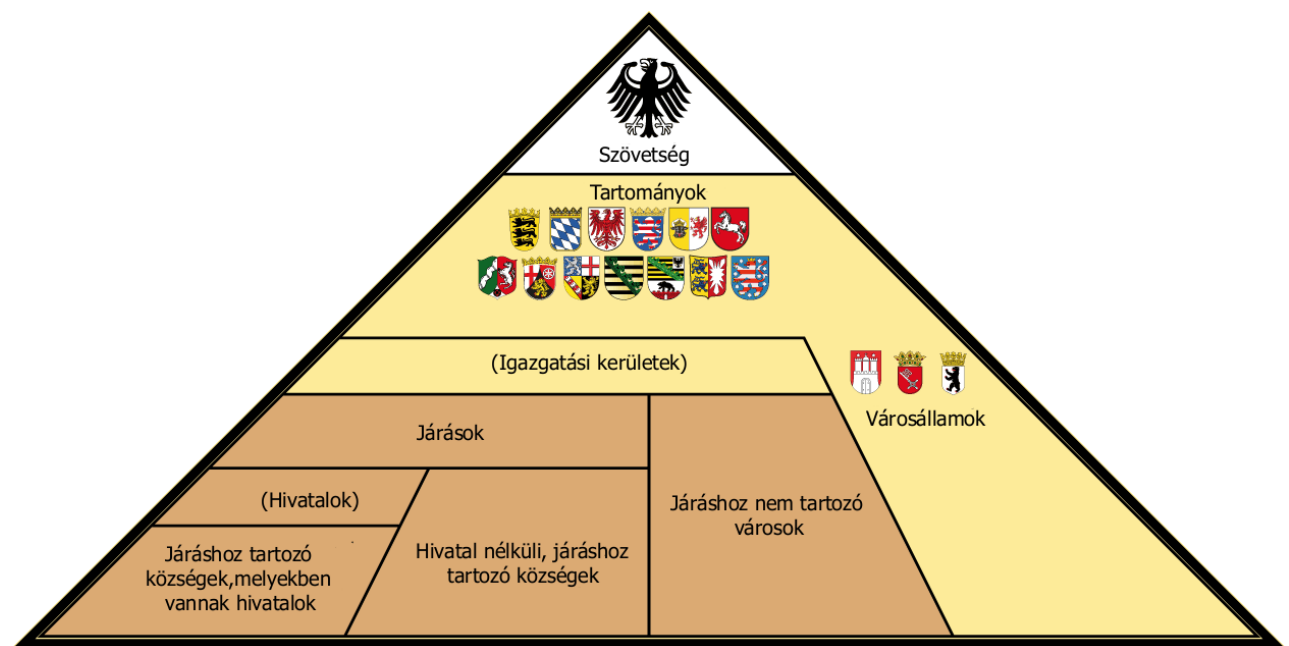 Szövetség
Tartományok
(Igazgatási kerületek)
Városállamok
Járások
(Hivatalok)
Járáshoz nem tartozó
városok
Hivatal nélküli, járáshoz
tartozó községek
Járáshoz tartozó
községek,melyekben
vannak hivatalok